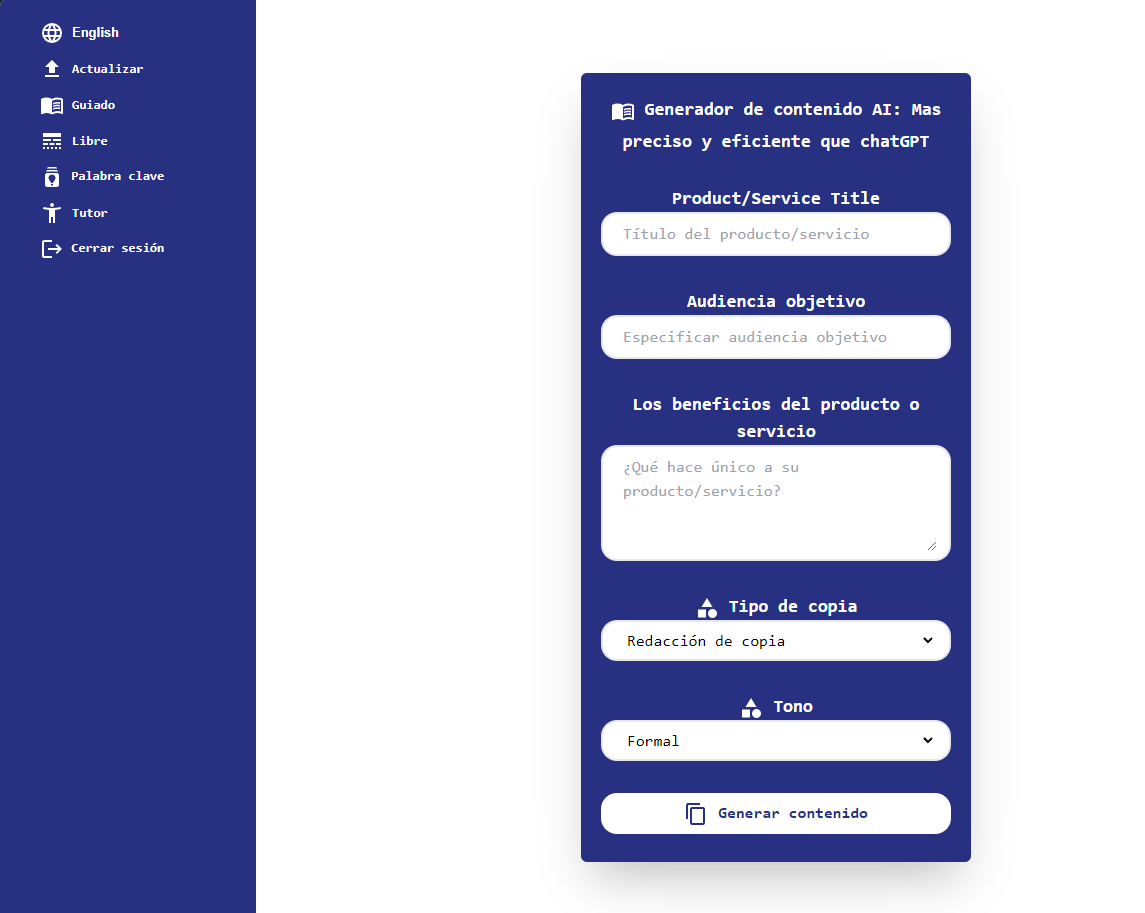 English
Actualizar
Guiado
Libre
Palabra clave
Tutor
Cerrar sesión
Generador de contenido AI: Mas
preciso y eficiente que chatGPT
Product/Service Title
Título del producto/servicio
Audiencia objetivo
Especificar audiencia objetivo
Los beneficios del producto o
servicio
¿Qué hace único a su
producto/servicio?
Tipo de copia
Redacción de copia
Tono
Formal
Generar contenido